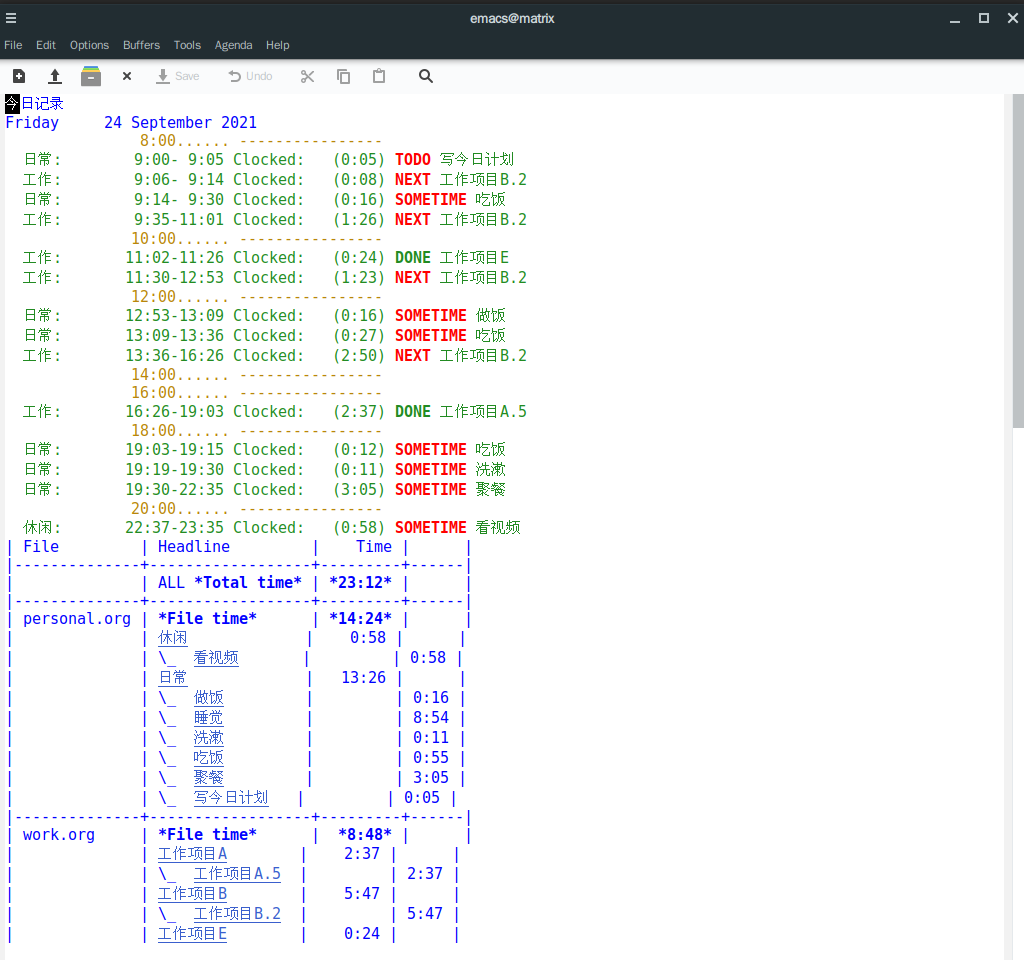 emacs@matrix
File Edit Options Buffers Tools Agenda Help
Save Undo
今日记录
Friday     24 September 2021
               8:00...... ----------------
  日常:        9:00- 9:05 Clocked:   (0:05) TODO 写今日计划
  工作:        9:06- 9:14 Clocked:   (0:08) NEXT 工作项目B.2
  日常:        9:14- 9:30 Clocked:   (0:16) SOMETIME 吃饭
  工作:        9:35-11:01 Clocked:   (1:26) NEXT 工作项目B.2
              10:00...... ----------------
  工作:       11:02-11:26 Clocked:   (0:24) DONE 工作项目E
  工作:       11:30-12:53 Clocked:   (1:23) NEXT 工作项目B.2
              12:00...... ----------------
  日常:       12:53-13:09 Clocked:   (0:16) SOMETIME 做饭
  日常:       13:09-13:36 Clocked:   (0:27) SOMETIME 吃饭
  工作:       13:36-16:26 Clocked:   (2:50) NEXT 工作项目B.2
              14:00...... ----------------
              16:00...... ----------------
  工作:       16:26-19:03 Clocked:   (2:37) DONE 工作项目A.5
              18:00...... ----------------
  日常:       19:03-19:15 Clocked:   (0:12) SOMETIME 吃饭
  日常:       19:19-19:30 Clocked:   (0:11) SOMETIME 洗漱
  日常:       19:30-22:35 Clocked:   (3:05) SOMETIME 聚餐
              20:00...... ----------------
  休闲:       22:37-23:35 Clocked:   (0:58) SOMETIME 看视频
| File         | Headline         |    Time |      |
|--------------+------------------+---------+------|
|              | ALL *Total time* | *23:12* |      |
|--------------+------------------+---------+------|
| personal.org | *File time*      | *14:24* |      |
|              | 休闲             |    0:58 |      |
|              | \_  看视频       |         | 0:58 |
|              | 日常             |   13:26 |      |
|              | \_  做饭         |         | 0:16 |
|              | \_  睡觉         |         | 8:54 |
|              | \_  洗漱         |         | 0:11 |
|              | \_  吃饭         |         | 0:55 |
|              | \_  聚餐         |         | 3:05 |
|              | \_  写今日计划   |         | 0:05 |
|--------------+------------------+---------+------|
| work.org     | *File time*      |  *8:48* |      |
|              | 工作项目A        |    2:37 |      |
|              | \_  工作项目A.5  |         | 2:37 |
|              | 工作项目B        |    5:47 |      |
|              | \_  工作项目B.2  |         | 5:47 |
|              | 工作项目E        |    0:24 |      |